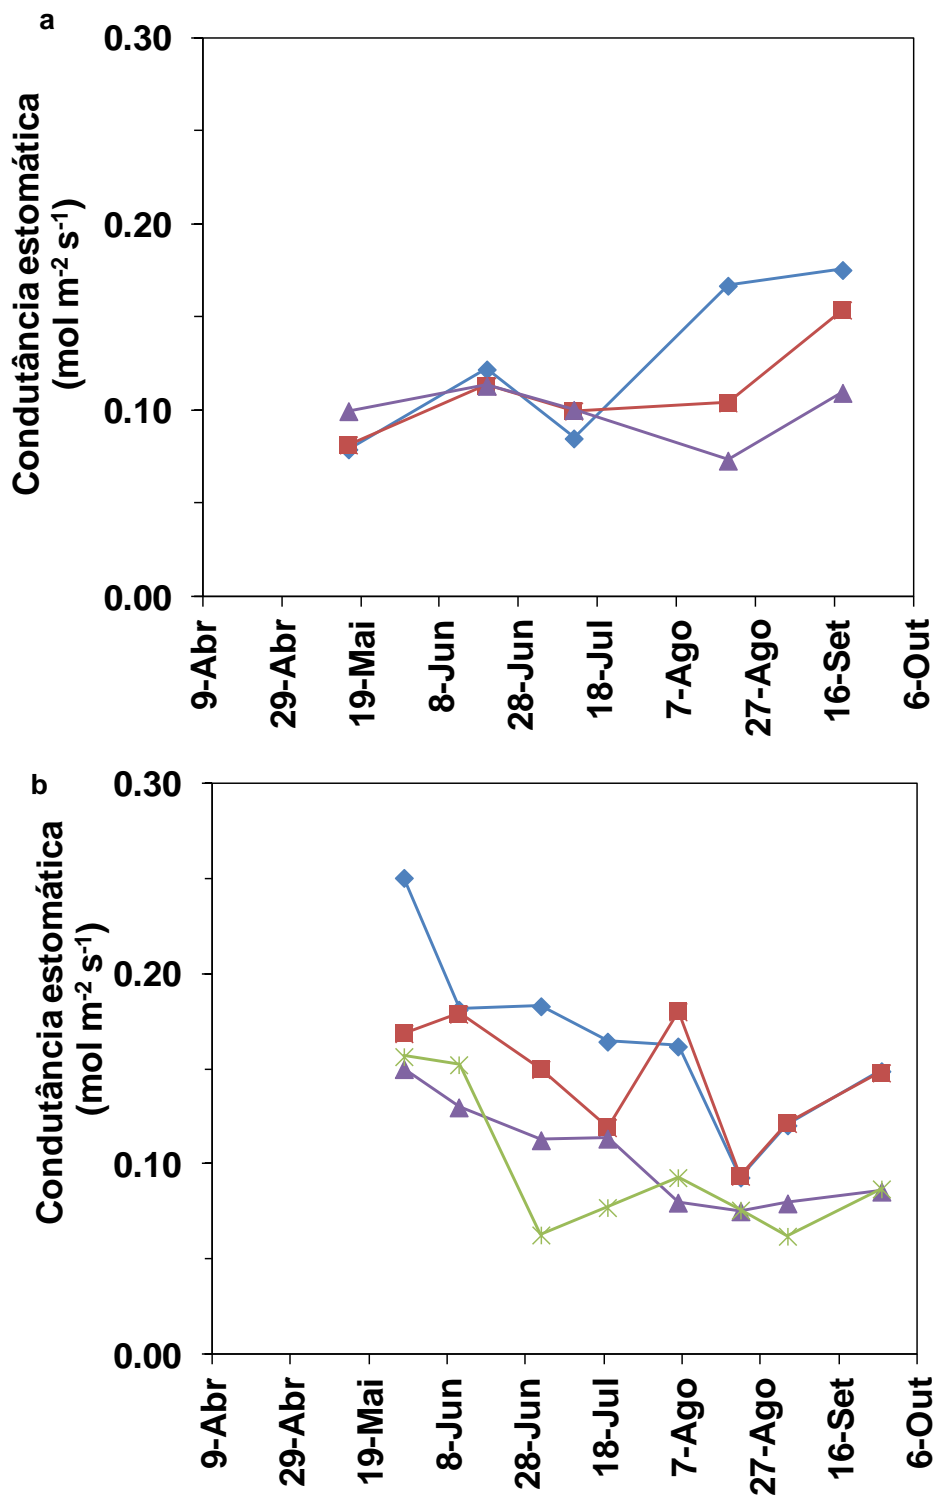 a
Condutância estomática
(mol m-2 s-1)
0.30
0.20
0.10
0.00
9-Abr
29-Abr
19-Mai
8-Jun
28-Jun
18-Jul
7-Ago
27-Ago
16-Set
6-Out
b
Condutância estomática
(mol m-2 s-1)
0.30
0.20
0.10
0.00
9-Abr
29-Abr
19-Mai
8-Jun
28-Jun
18-Jul
7-Ago
27-Ago
16-Set
6-Out